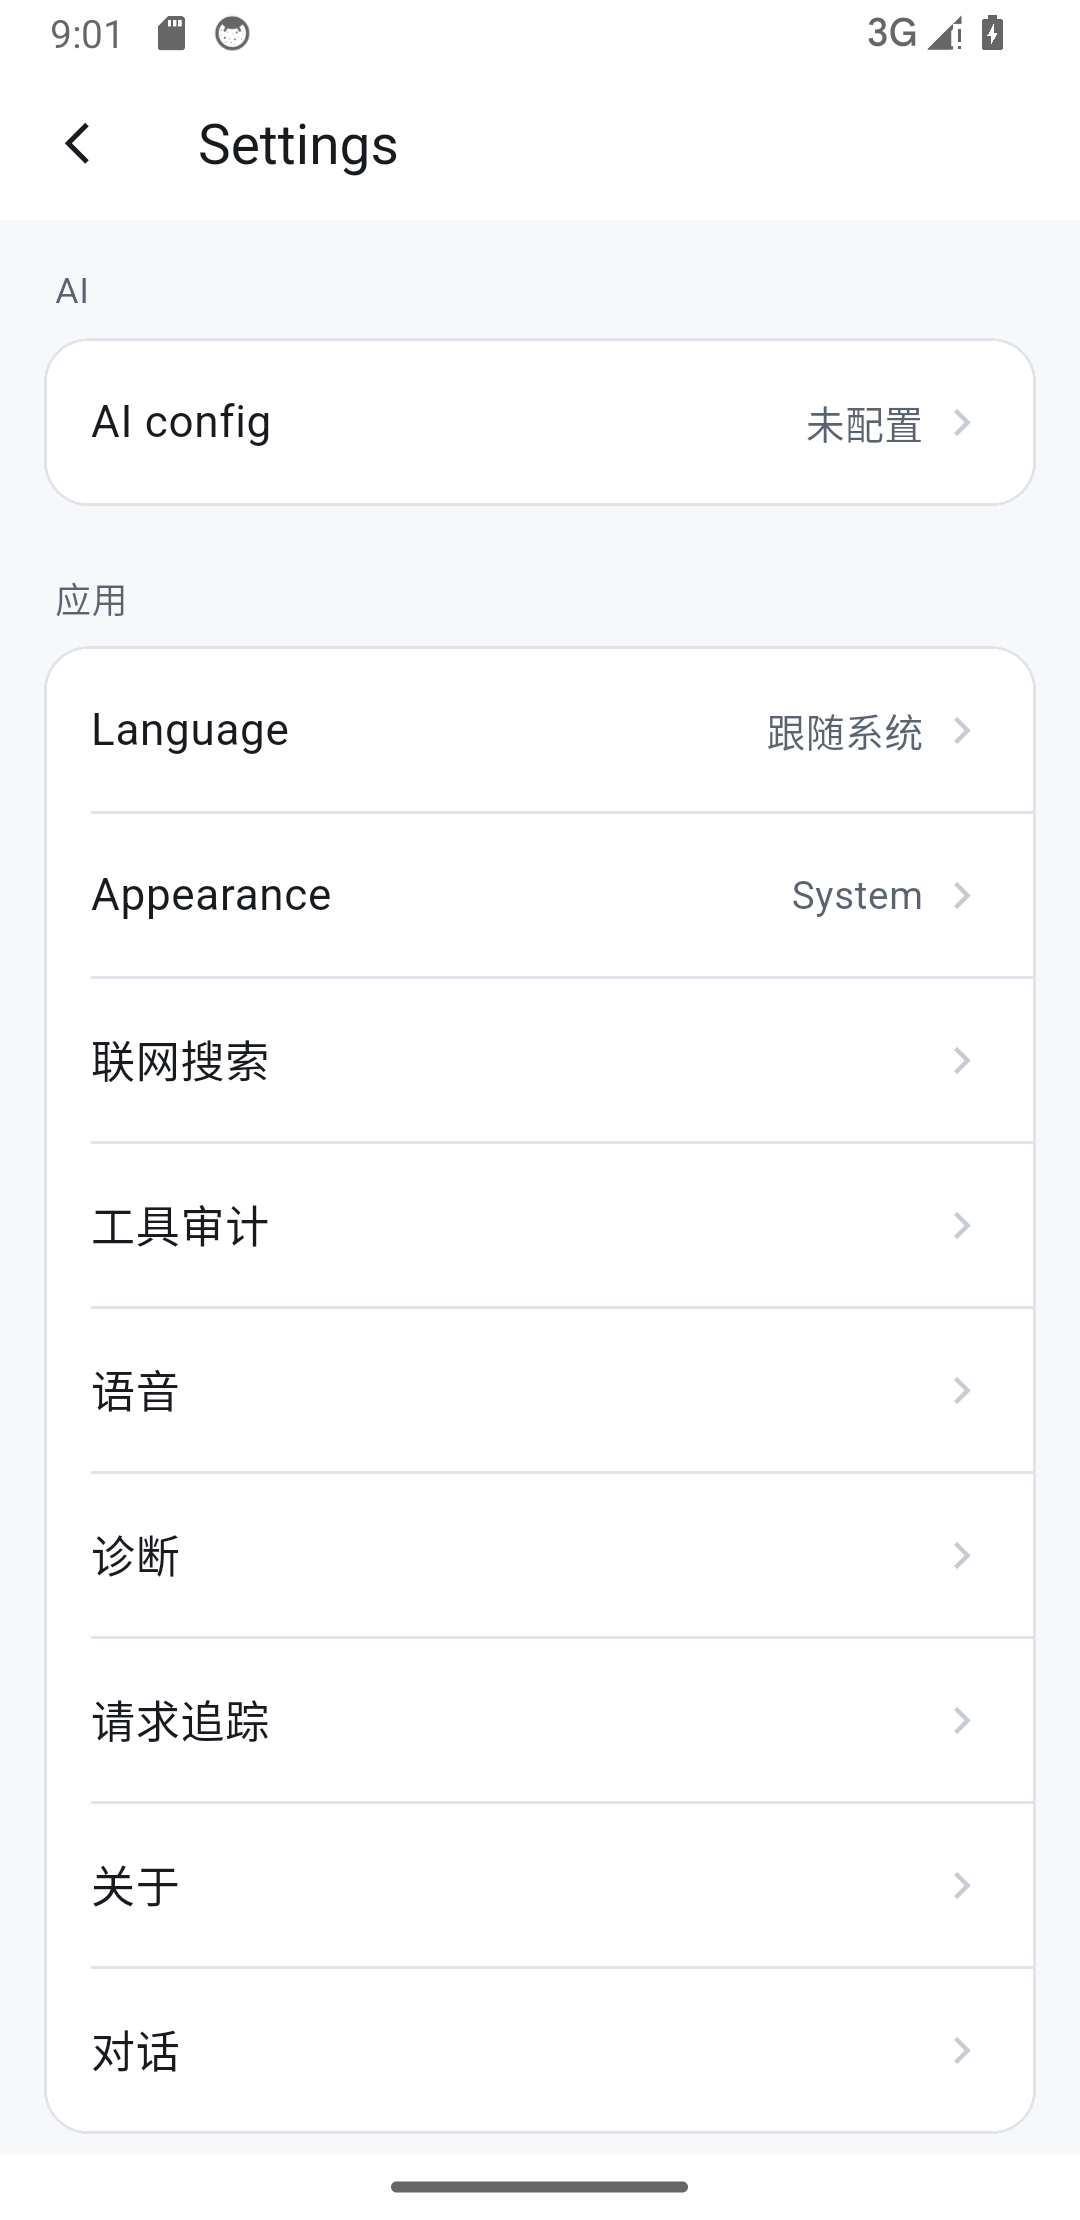 9:01
3G
Settings
AI
AI config
未配置
应用
Language
跟随系统
Appearance
System
联网搜索
工具审计
语音
诊断
请求追踪
关于
对话